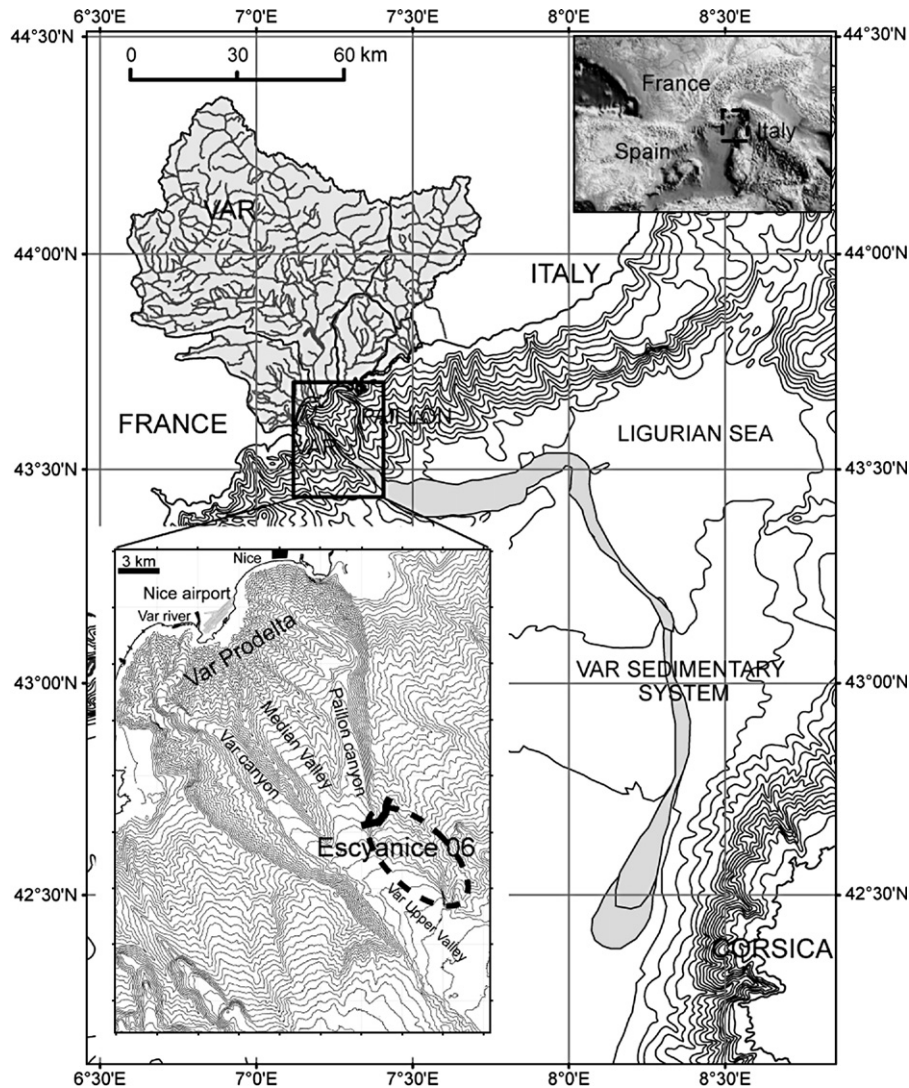 6°30'E 7°0'E 7°30'E 8°0'E 8°30'E
44°30'N 44°30'N
0 30 60 km
France
Italy
Spain
VAR
44°00'N 44°00'N
ITALY
PAILLON
FRANCE
LIGURIAN SEA
VAR
43°30'N 43°30'N
3 km
Nice
Nice airport
Var river
Var Prodelta
Median Valley
Paillon canyon
Var canyon
43°00'N 43°00'N
VAR SEDIMENTARY
SYSTEM
Escyanice 06
Var Upper Valley
42°30'N 42°30'N
CORSICA
6°30'E 7°0'E 7°30'E 8°0'E 8°30'E